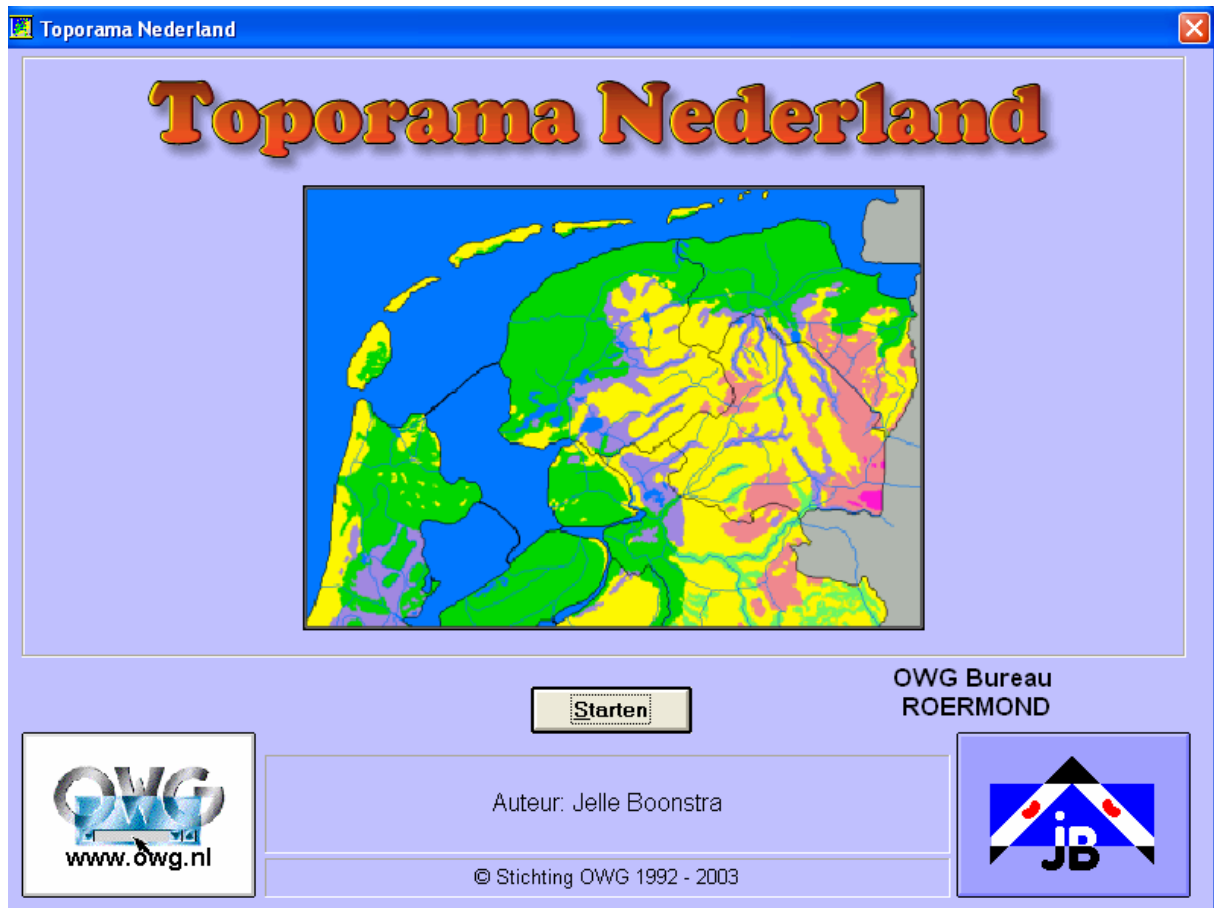 Toporama Nederland
Toporama Nederland
OWG Bureau
ROERMOND
Starten
OWG
www.owg.nl
Auteur: Jelle Boonstra
© Stichting OWG 1992 - 2003
jB
JB